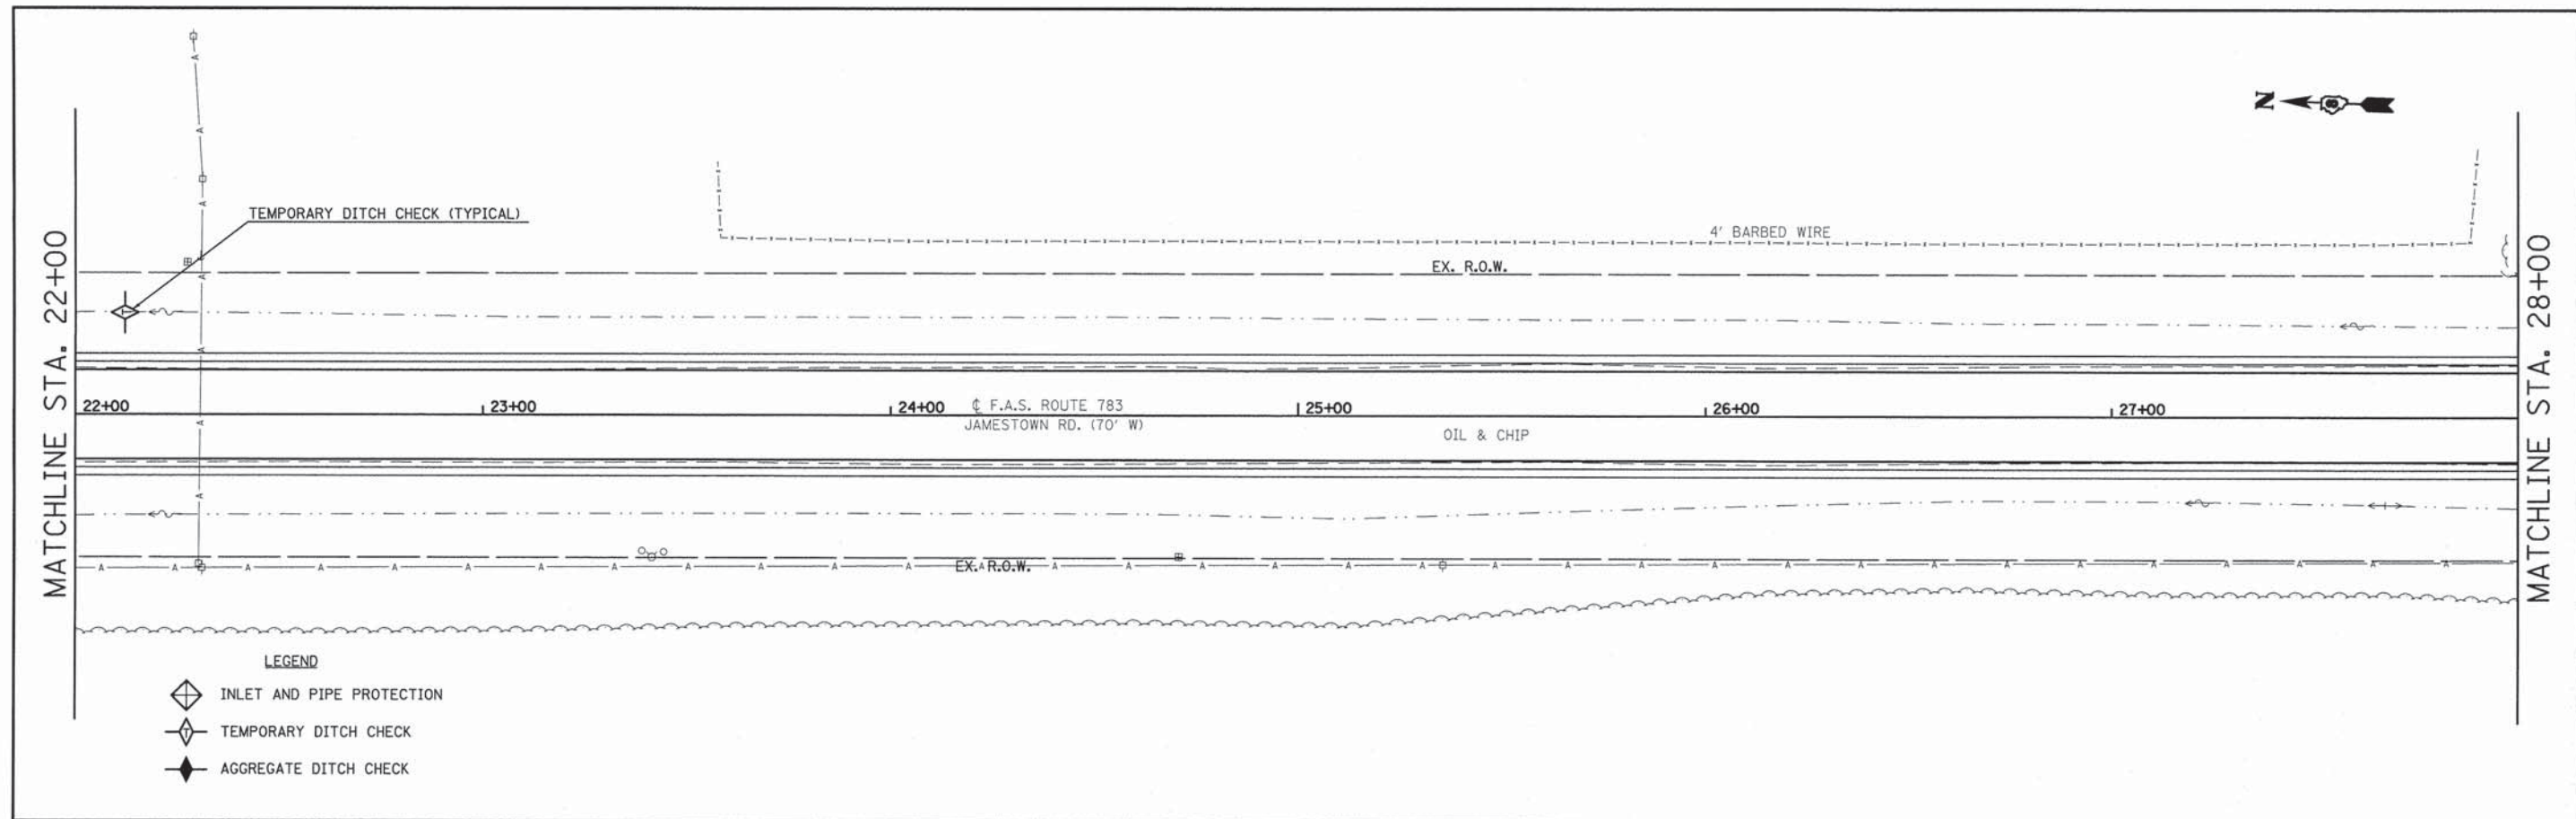 N
TEMPORARY DITCH CHECK (TYPICAL)
4' BARBED WIRE
EX. R.O.W.
MATCHLINE STA. 22+00
MATCHLINE STA. 28+00
22+00
23+00
24+00
℄ F.A.S. ROUTE 783
25+00
26+00
27+00
JAMESTOWN RD. (70' W)
OIL & CHIP
EX. R.O.W.
LEGEND
INLET AND PIPE PROTECTION
T TEMPORARY DITCH CHECK
AGGREGATE DITCH CHECK